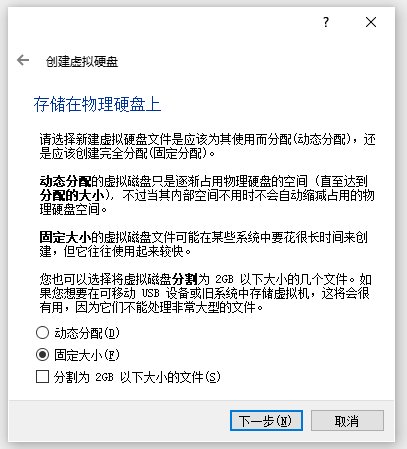 ?
创建虚拟硬盘
存储在物理硬盘上
请选择新建虚拟硬盘文件是应该为其使用而分配(动态分配)，还
是应该创建完全分配(固定分配)。
动态分配的虚拟磁盘只是逐渐占用物理硬盘的空间（直至达到
分配的大小），不过当其内部空间不用时不会自动缩减占用的物
理硬盘空间。
固定大小的虚拟磁盘文件可能在某些系统中要花很长时间来创
建，但它往往使用起来较快。
您也可以选择将虚拟磁盘分割为 2GB 以下大小的几个文件。如
果您想要在可移动 USB 设备或旧系统中存储虚拟机，这将会很
有用，因为它们不能处理非常大型的文件。
动态分配(D)
固定大小(F)
分割为 2GB 以下大小的文件(S)
下一步(N) 取消